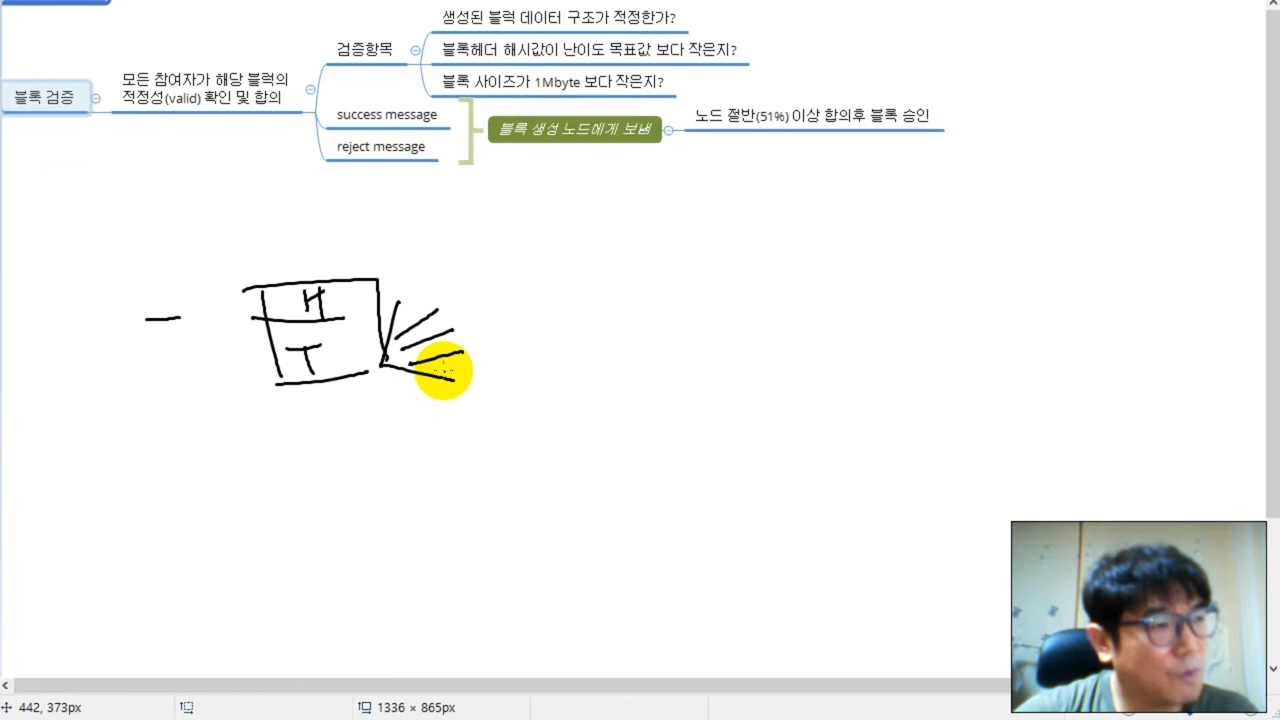 생성된 블럭 데이터 구조가 적정한가?
검증항목
블록헤더 해시값이 난이도 목표값 보다 작은지?
블록 사이즈가 1Mbyte 보다 작은지?
블록 검증
모든 참여자가 해당 블럭의
적정성(valid) 확인 및 합의
success message
reject message
블록 생성 노드에게 보냄
노드 절반(51%) 이상 합의후 블록 승인
H
T
442, 373px
1336 × 865px